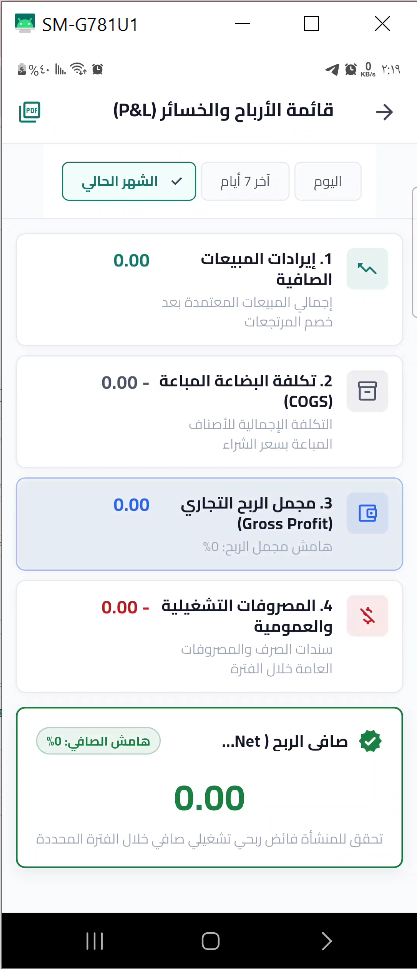 SM-G781U1
%٤٠
0
KB/s
٢:١٩
قائمة الأرباح والخسائر (P&L)
PDF
اليوم
آخر 7 أيام
الشهر الحالي
1. إيرادات المبيعات
الصافية
0.00
إجمالي المبيعات المعتمدة بعد
خصم المرتجعات
2. تكلفة البضاعة المباعة
(COGS)
- 0.00
التكلفة الإجمالية للأصناف
المباعة بسعر الشراء
3. مجمل الربح التجاري
(Gross Profit)
0.00
هامش مجمل الربح: 0%
4. المصروفات التشغيلية
والعمومية
- 0.00
سندات الصرف والمصروفات
العامة خلال الفترة
صافي الربح ( Net...
هامش الصافي: 0%
0.00
تحقق للمنشأة فائض ربحي تشغيلي صافي خلال الفترة المحددة